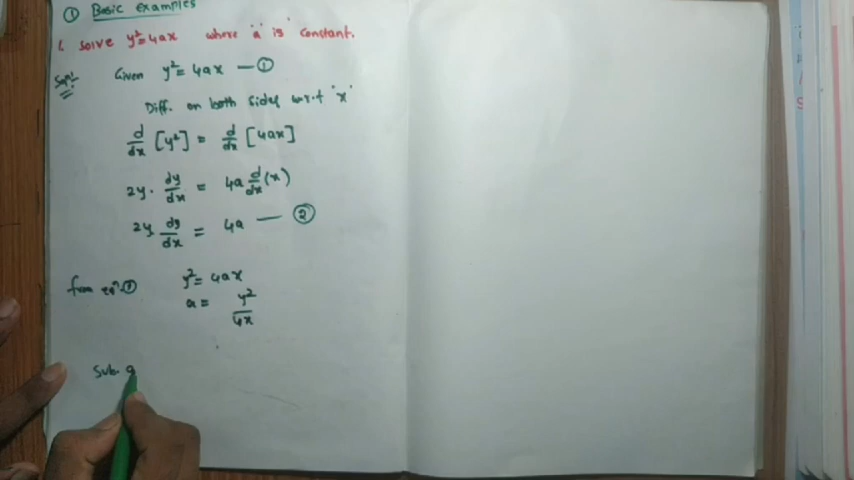 ① Basic examples
1. solve y²=4ax where 'a' is constant.
Solⁿ:
Given y²= 4ax — ①
Diff. on both sides w.r.t 'x'
d/dx [y²] = d/dx [4ax]
2y. dy/dx = 4a d/dx (x)
2y dy/dx = 4a — ②
from eqⁿ ① y²= 4ax
a = y²/4x
Sub. a